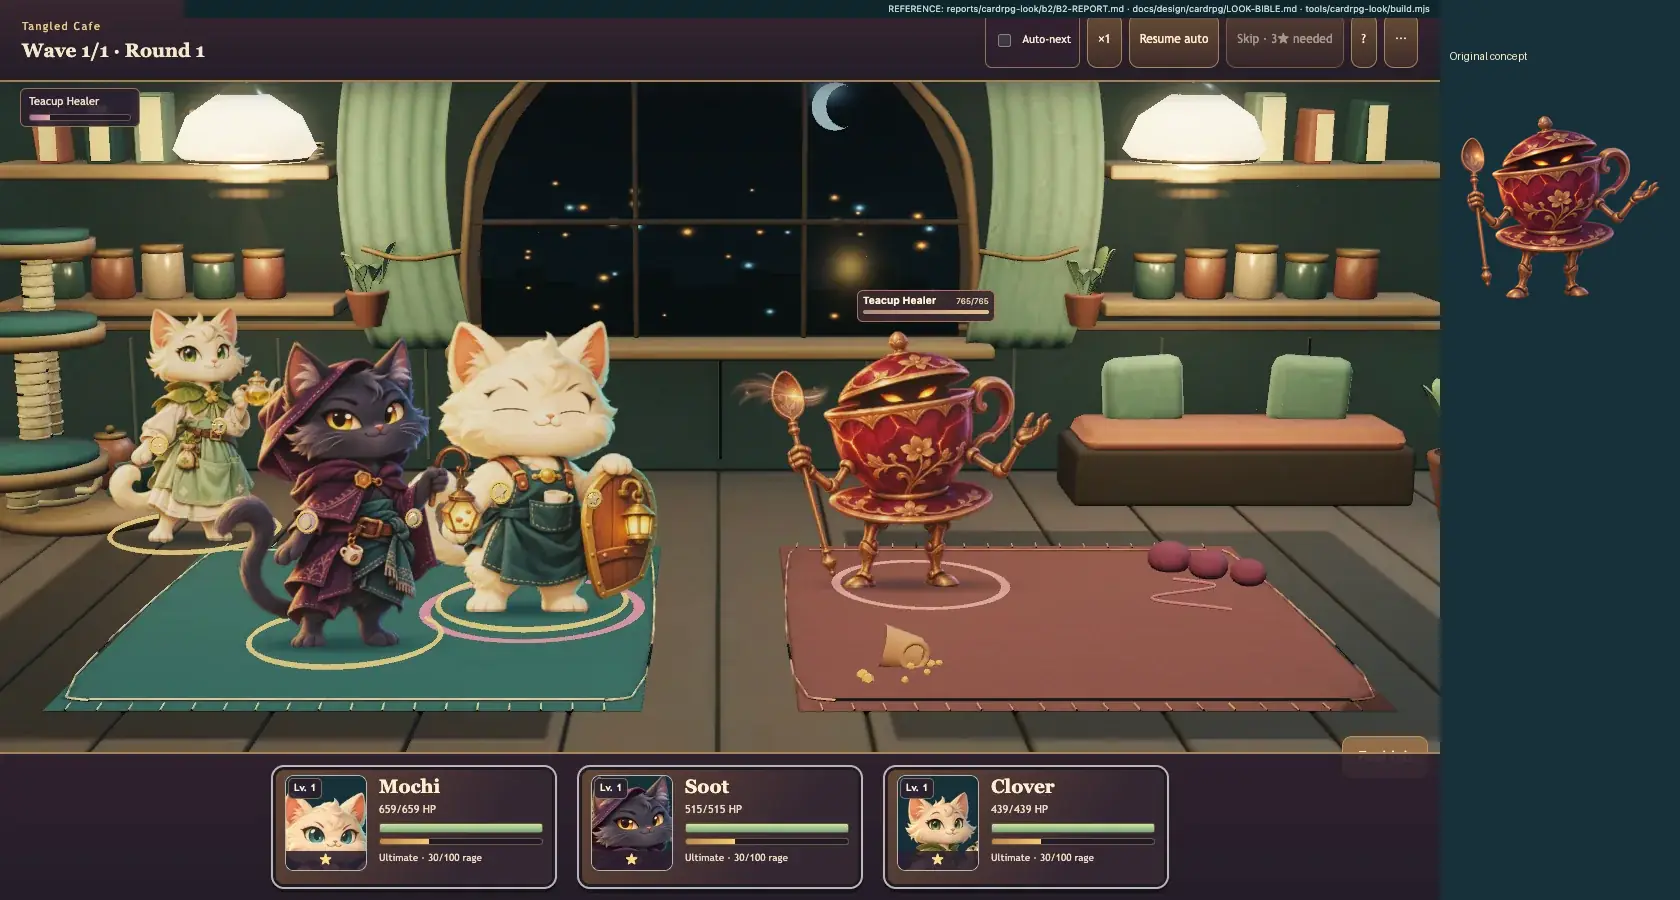 REFERENCE: reports/cardrpg-look/b2/B2-REPORT.md · docs/design/cardrpg/LOOK-BIBLE.md · tools/cardrpg-look/build.mjs
Tangled Cafe
Wave 1/1 · Round 1
Auto-next
×1
Resume auto
Skip · 3★ needed
?
...
Original concept
Teacup Healer
Teacup Healer 765/765
Lv. 1
Mochi
659/659 HP
Ultimate · 30/100 rage
Lv. 1
Soot
515/515 HP
Ultimate · 30/100 rage
Lv. 1
Clover
439/439 HP
Ultimate · 30/100 rage